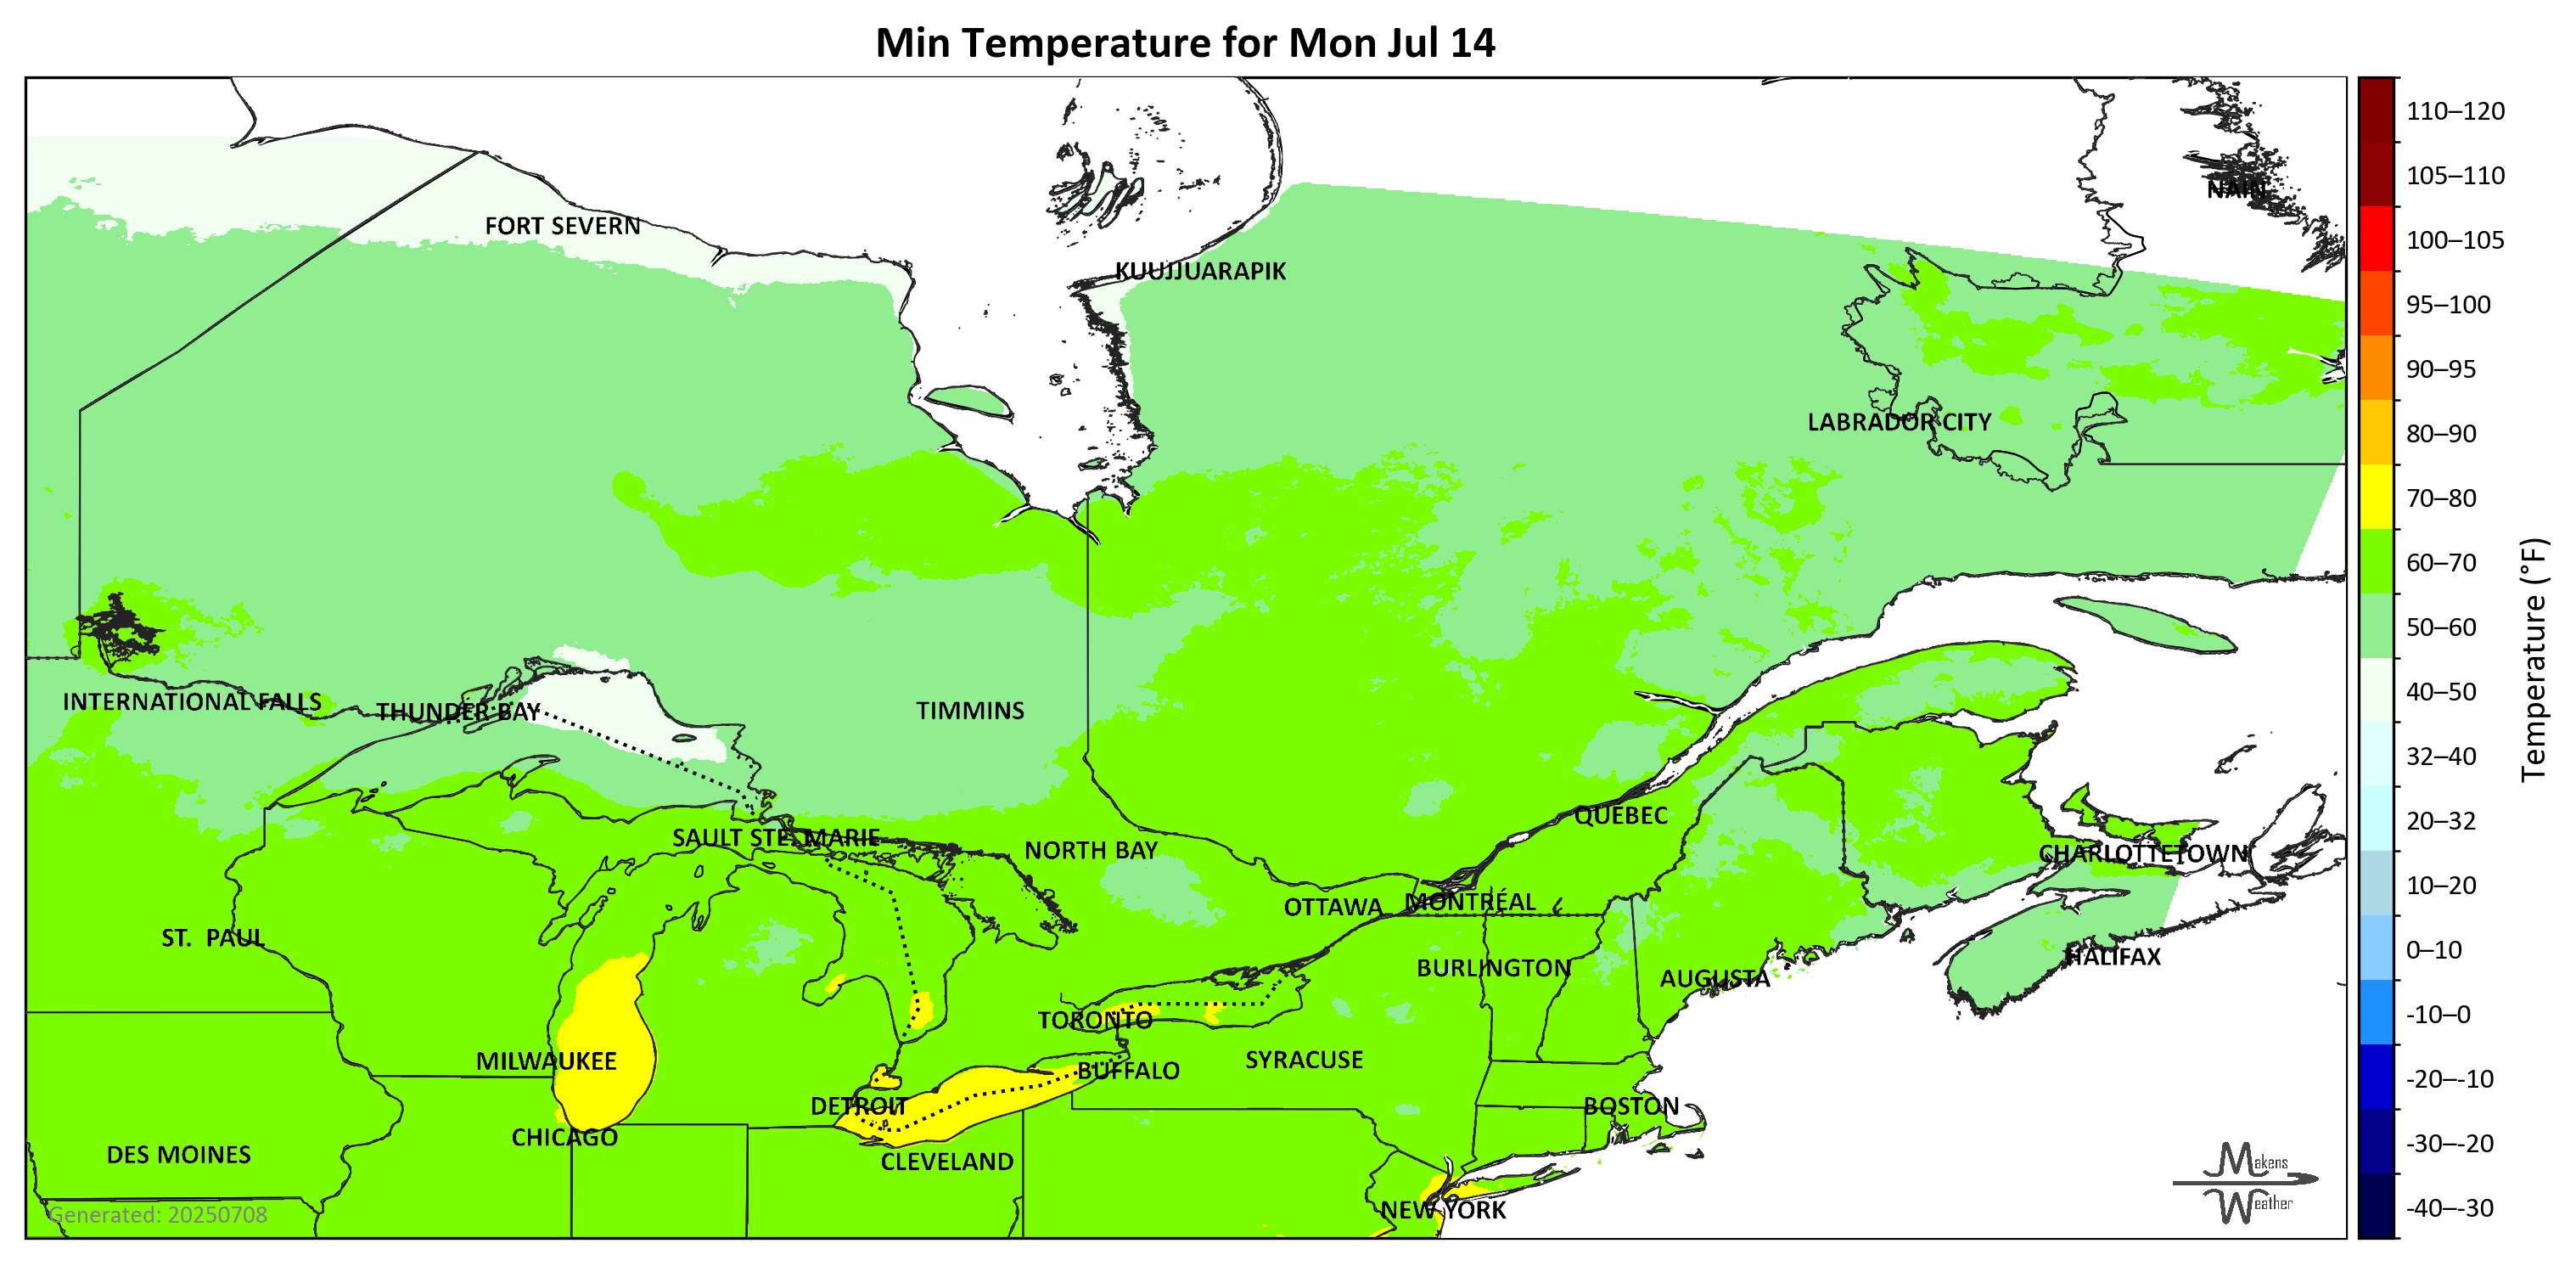 Min Temperature for Mon Jul 14
110–120
105–110
NAIN
FORT SEVERN
100–105
KUUJJUARAPIK
95–100
90–95
LABRADOR CITY
80–90
70–80
60–70
50–60
Temperature (°F)
INTERNATIONAL FALLS
THUNDER BAY
TIMMINS
40–50
32–40
QUÉBEC
20–32
SAULT STE. MARIE
NORTH BAY
CHARLOTTETOWN
10–20
OTTAWA
MONTRÉAL
ST.  PAUL
0–10
HALIFAX
BURLINGTON
AUGUSTA
-10–0
TORONTO
MILWAUKEE
SYRACUSE
BUFFALO
-20–-10
DETROIT
BOSTON
CHICAGO
-30–-20
DES MOINES
CLEVELAND
Makens
Weather
NEW YORK
-40–-30
Generated: 20250708